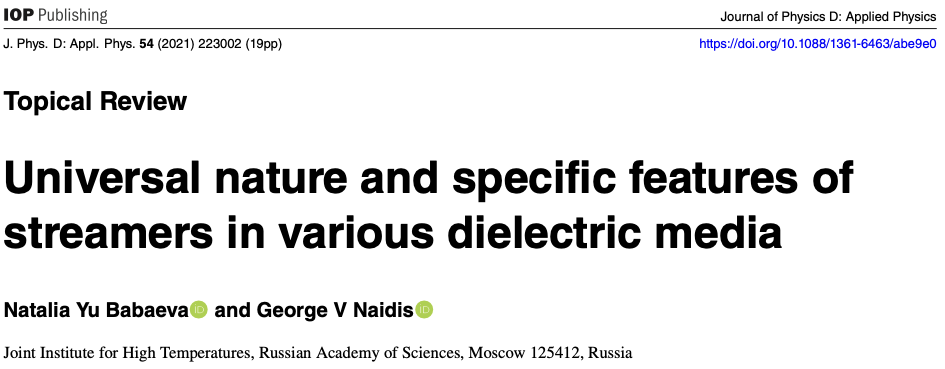 IOP Publishing
Journal of Physics D: Applied Physics
J. Phys. D: Appl. Phys. 54 (2021) 223002 (19pp)
https://doi.org/10.1088/1361-6463/abe9e0
Topical Review
Universal nature and specific features of
streamers in various dielectric media
Natalia Yu Babaeva iD and George V Naidis iD
Joint Institute for High Temperatures, Russian Academy of Sciences, Moscow 125412, Russia